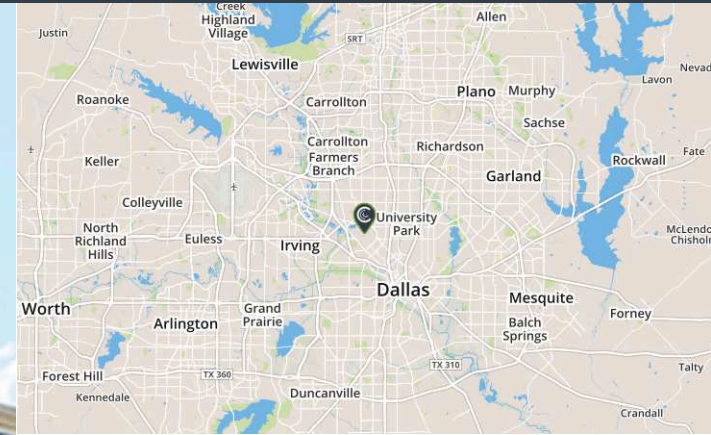 Creek
Highland
Village
Allen
Justin
SRT
Lewisville
Lavon
Nevad
Roanoke
Carrollton
Plano
Murphy
Sachse
Carrollton
Farmers
Branch
Richardson
Keller
Garland
Rockwall
Fate
Colleyville
North
Richland
Hills
Euless
Irving
University
Park
McLendo
Chisholm
Worth
Arlington
Grand
Prairie
Dallas
Mesquite
Balch
Springs
Forney
Forest Hill
TX 360
TX 310
Talty
Kennedale
Duncanville
Crandall